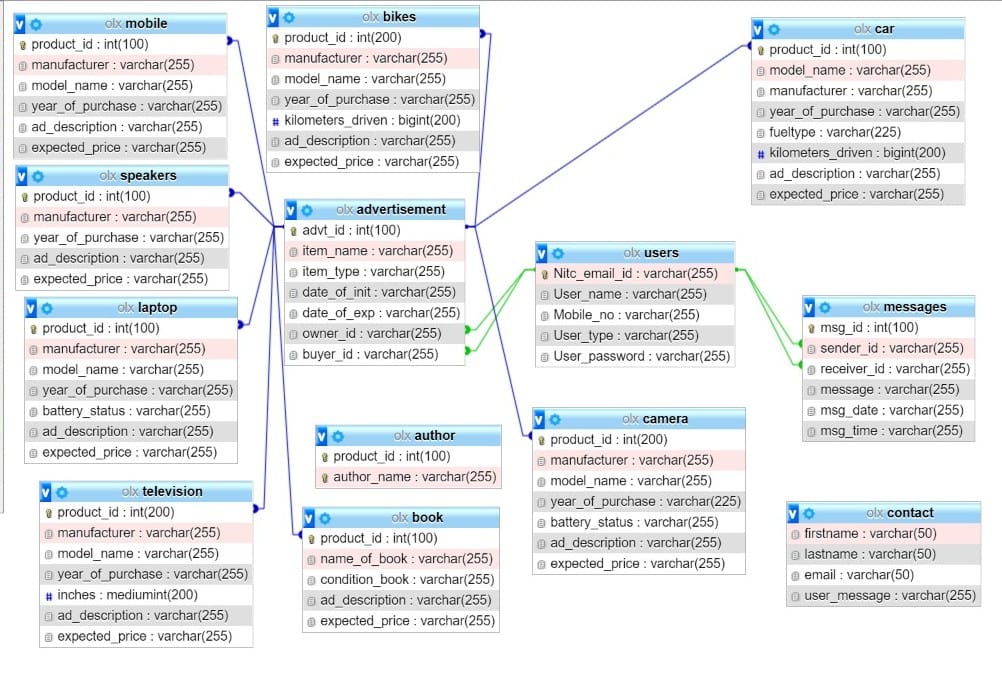 olx mobile
product_id : int(100)
manufacturer : varchar(255)
model_name : varchar(255)
year_of_purchase : varchar(255)
ad_description : varchar(255)
expected_price : varchar(255)
olx bikes
product_id : int(200)
manufacturer : varchar(255)
model_name : varchar(255)
year_of_purchase : varchar(255)
kilometers_driven : bigint(200)
ad_description : varchar(255)
expected_price : varchar(255)
olx car
product_id : int(100)
model_name : varchar(255)
manufacturer : varchar(255)
year_of_purchase : varchar(255)
fueltype : varchar(225)
kilometers_driven : bigint(200)
ad_description : varchar(255)
expected_price : varchar(255)
olx speakers
product_id : int(100)
manufacturer : varchar(255)
year_of_purchase : varchar(255)
ad_description : varchar(255)
expected_price : varchar(255)
olx advertisement
advt_id : int(100)
item_name : varchar(255)
item_type : varchar(255)
date_of_init : varchar(255)
date_of_exp : varchar(255)
owner_id : varchar(255)
buyer_id : varchar(255)
olx users
Nitc_email_id : varchar(255)
User_name : varchar(255)
Mobile_no : varchar(255)
User_type : varchar(255)
User_password : varchar(255)
olx messages
msg_id : int(100)
sender_id : varchar(255)
receiver_id : varchar(255)
message : varchar(255)
msg_date : varchar(255)
msg_time : varchar(255)
olx laptop
product_id : int(100)
manufacturer : varchar(255)
model_name : varchar(255)
year_of_purchase : varchar(255)
battery_status : varchar(255)
ad_description : varchar(255)
expected_price : varchar(255)
olx author
product_id : int(100)
author_name : varchar(255)
olx camera
product_id : int(200)
manufacturer : varchar(255)
model_name : varchar(255)
year_of_purchase : varchar(225)
battery_status : varchar(255)
ad_description : varchar(255)
expected_price : varchar(255)
olx television
product_id : int(200)
manufacturer : varchar(255)
model_name : varchar(255)
year_of_purchase : varchar(255)
inches : mediumint(200)
ad_description : varchar(255)
expected_price : varchar(255)
olx book
product_id : int(100)
name_of_book : varchar(255)
condition_book : varchar(255)
ad_description : varchar(255)
expected_price : varchar(255)
olx contact
firstname : varchar(50)
lastname : varchar(50)
email : varchar(50)
user_message : varchar(255)